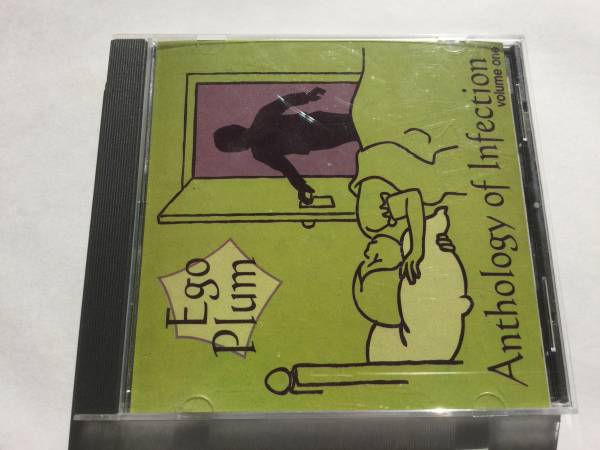 Ego
Plum
Anthology of Infection
volume one